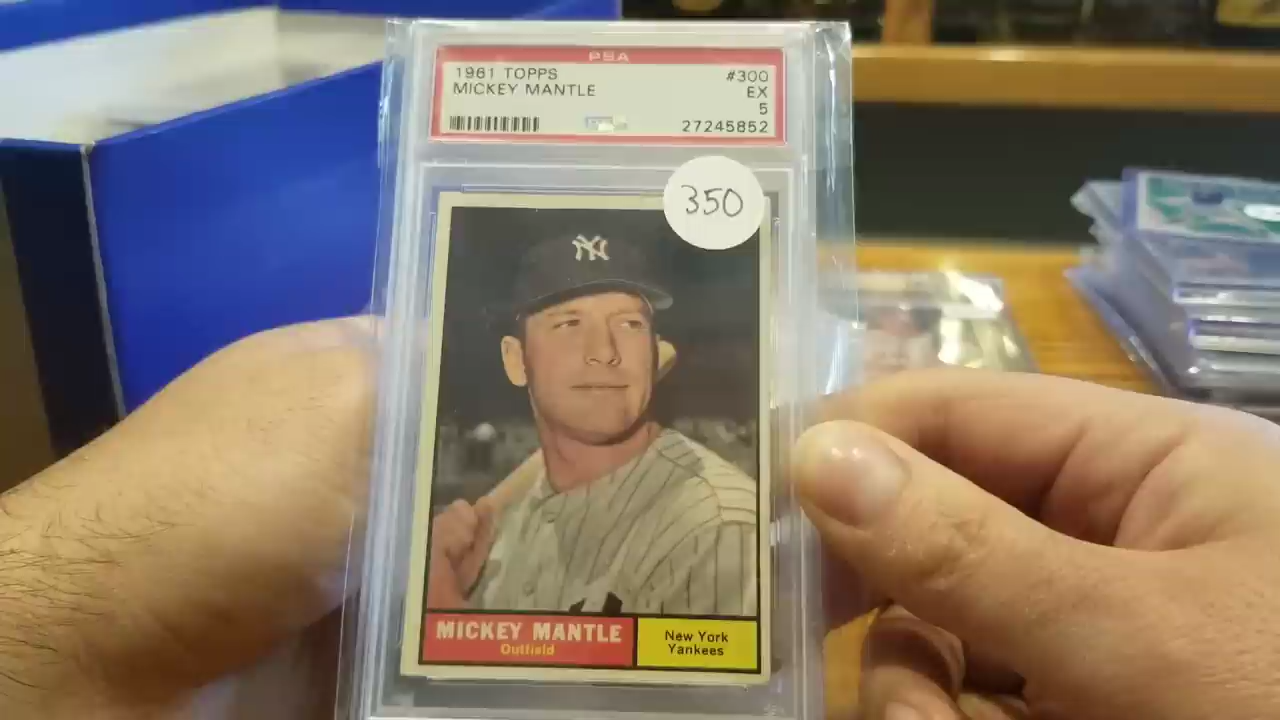 PSA
1961 TOPPS #300
MICKEY MANTLE EX
5
27245852
350
NY
MICKEY MANTLE
Outfield
New York
Yankees